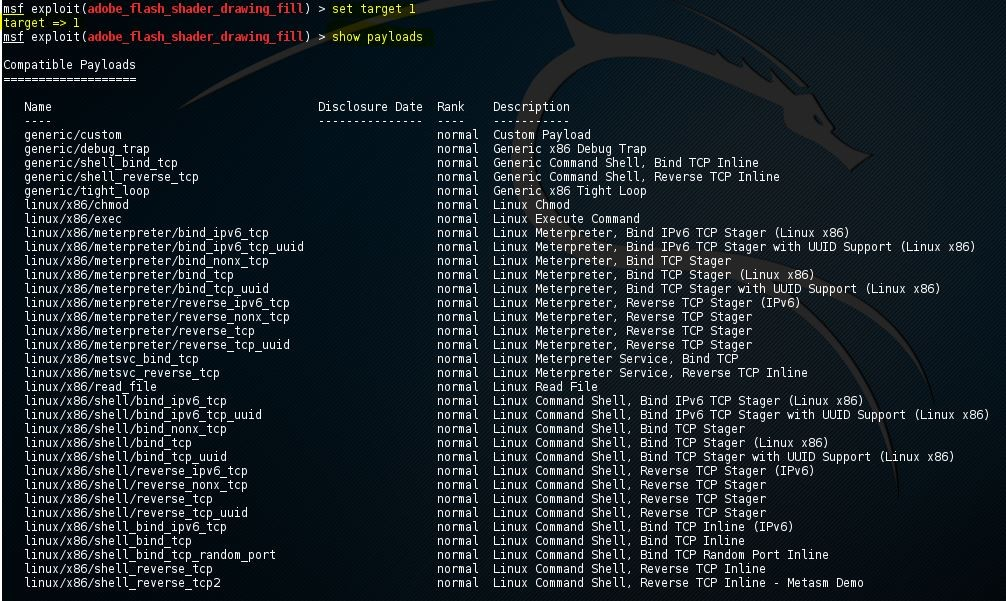 msf exploit(adobe_flash_shader_drawing_fill) > set target 1
target => 1
msf exploit(adobe_flash_shader_drawing_fill) > show payloads
Compatible Payloads
===================
Name Disclosure Date Rank Description
---- --------------- ---- -----------
generic/custom normal Custom Payload
generic/debug_trap normal Generic x86 Debug Trap
generic/shell_bind_tcp normal Generic Command Shell, Bind TCP Inline
generic/shell_reverse_tcp normal Generic Command Shell, Reverse TCP Inline
generic/tight_loop normal Generic x86 Tight Loop
linux/x86/chmod normal Linux Chmod
linux/x86/exec normal Linux Execute Command
linux/x86/meterpreter/bind_ipv6_tcp normal Linux Meterpreter, Bind IPv6 TCP Stager (Linux x86)
linux/x86/meterpreter/bind_ipv6_tcp_uuid normal Linux Meterpreter, Bind IPv6 TCP Stager with UUID Support (Linux x86)
linux/x86/meterpreter/bind_nonx_tcp normal Linux Meterpreter, Bind TCP Stager
linux/x86/meterpreter/bind_tcp normal Linux Meterpreter, Bind TCP Stager (Linux x86)
linux/x86/meterpreter/bind_tcp_uuid normal Linux Meterpreter, Bind TCP Stager with UUID Support (Linux x86)
linux/x86/meterpreter/reverse_ipv6_tcp normal Linux Meterpreter, Reverse TCP Stager (IPv6)
linux/x86/meterpreter/reverse_nonx_tcp normal Linux Meterpreter, Reverse TCP Stager
linux/x86/meterpreter/reverse_tcp normal Linux Meterpreter, Reverse TCP Stager
linux/x86/meterpreter/reverse_tcp_uuid normal Linux Meterpreter, Reverse TCP Stager
linux/x86/metsvc_bind_tcp normal Linux Meterpreter Service, Bind TCP
linux/x86/metsvc_reverse_tcp normal Linux Meterpreter Service, Reverse TCP Inline
linux/x86/read_file normal Linux Read File
linux/x86/shell/bind_ipv6_tcp normal Linux Command Shell, Bind IPv6 TCP Stager (Linux x86)
linux/x86/shell/bind_ipv6_tcp_uuid normal Linux Command Shell, Bind IPv6 TCP Stager with UUID Support (Linux x86)
linux/x86/shell/bind_nonx_tcp normal Linux Command Shell, Bind TCP Stager
linux/x86/shell/bind_tcp normal Linux Command Shell, Bind TCP Stager (Linux x86)
linux/x86/shell/bind_tcp_uuid normal Linux Command Shell, Bind TCP Stager with UUID Support (Linux x86)
linux/x86/shell/reverse_ipv6_tcp normal Linux Command Shell, Reverse TCP Stager (IPv6)
linux/x86/shell/reverse_nonx_tcp normal Linux Command Shell, Reverse TCP Stager
linux/x86/shell/reverse_tcp normal Linux Command Shell, Reverse TCP Stager
linux/x86/shell/reverse_tcp_uuid normal Linux Command Shell, Reverse TCP Stager
linux/x86/shell_bind_ipv6_tcp normal Linux Command Shell, Bind TCP Inline (IPv6)
linux/x86/shell_bind_tcp normal Linux Command Shell, Bind TCP Inline
linux/x86/shell_bind_tcp_random_port normal Linux Command Shell, Bind TCP Random Port Inline
linux/x86/shell_reverse_tcp normal Linux Command Shell, Reverse TCP Inline
linux/x86/shell_reverse_tcp2 normal Linux Command Shell, Reverse TCP Inline - Metasm Demo